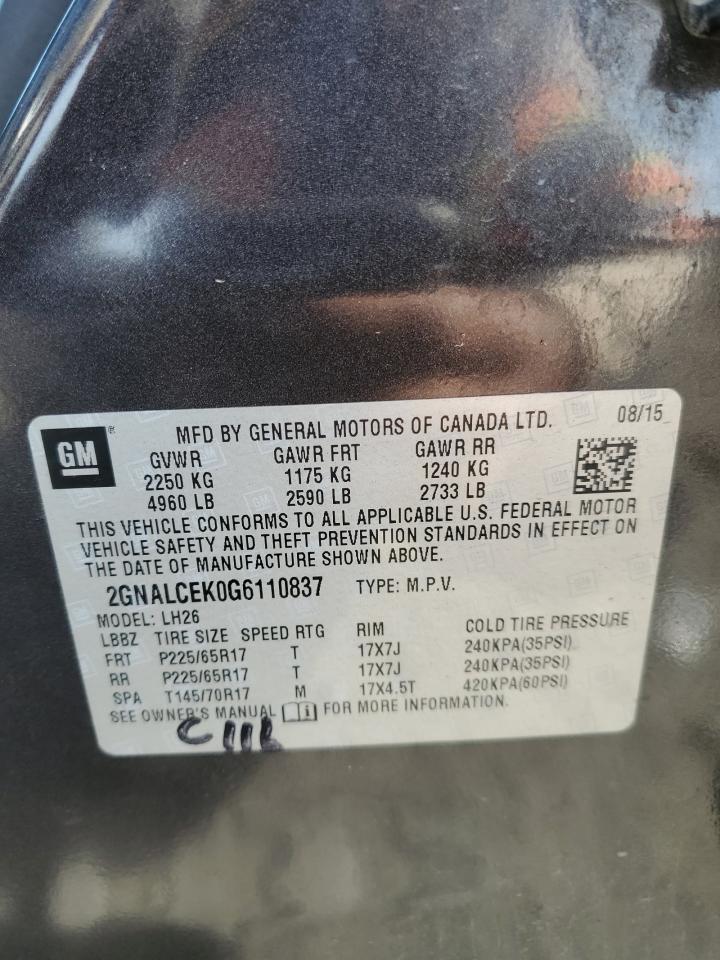 GM ® MFD BY GENERAL MOTORS OF CANADA LTD. 08/15
GVWR GAWR FRT GAWR RR
2250 KG 1175 KG 1240 KG
4960 LB 2590 LB 2733 LB
THIS VEHICLE CONFORMS TO ALL APPLICABLE U.S. FEDERAL MOTOR
VEHICLE SAFETY AND THEFT PREVENTION STANDARDS IN EFFECT ON
THE DATE OF MANUFACTURE SHOWN ABOVE.
2GNALCEK0G6110837 TYPE: M.P.V.
MODEL: LH26
LBBZ TIRE SIZE SPEED RTG RIM COLD TIRE PRESSURE
FRT P225/65R17 T 17X7J 240KPA(35PSI)
RR P225/65R17 T 17X7J 240KPA(35PSI)
SPA T145/70R17 M 17X4.5T 420KPA(60PSI)
SEE OWNER'S MANUAL FOR MORE INFORMATION.